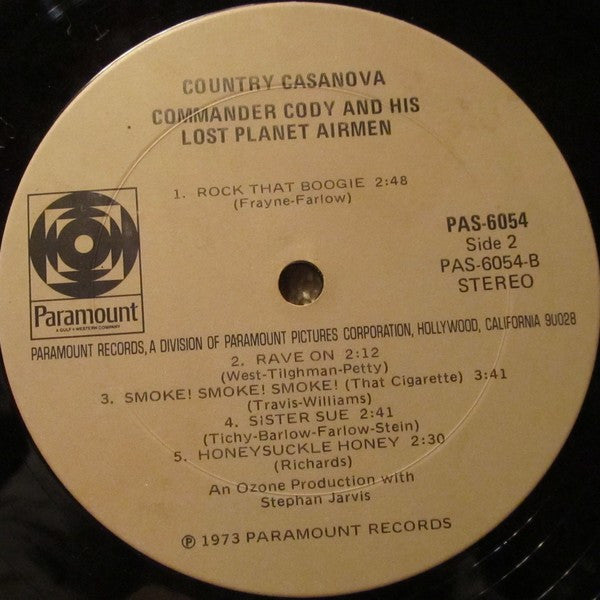 COUNTRY CASANOVA
COMMANDER CODY AND HIS
LOST PLANET AIRMEN
1. ROCK THAT BOOGIE 2:48
(Frayne-Farlow)
PAS-6054
Side 2
PAS-6054-B
STEREO
Paramount
A GULF + WESTERN COMPANY
PARAMOUNT RECORDS, A DIVISION OF PARAMOUNT PICTURES CORPORATION, HOLLYWOOD, CALIFORNIA 90028
2. RAVE ON 2:12
(West-Tilghman-Petty)
3. SMOKE! SMOKE! SMOKE! (That Cigarette) 3:41
(Travis-Williams)
4. SISTER SUE 2:41
(Tichy-Barlow-Farlow-Stein)
5. HONEYSUCKLE HONEY 2:30
(Richards)
An Ozone Production with
Stephan Jarvis
℗ 1973 PARAMOUNT RECORDS